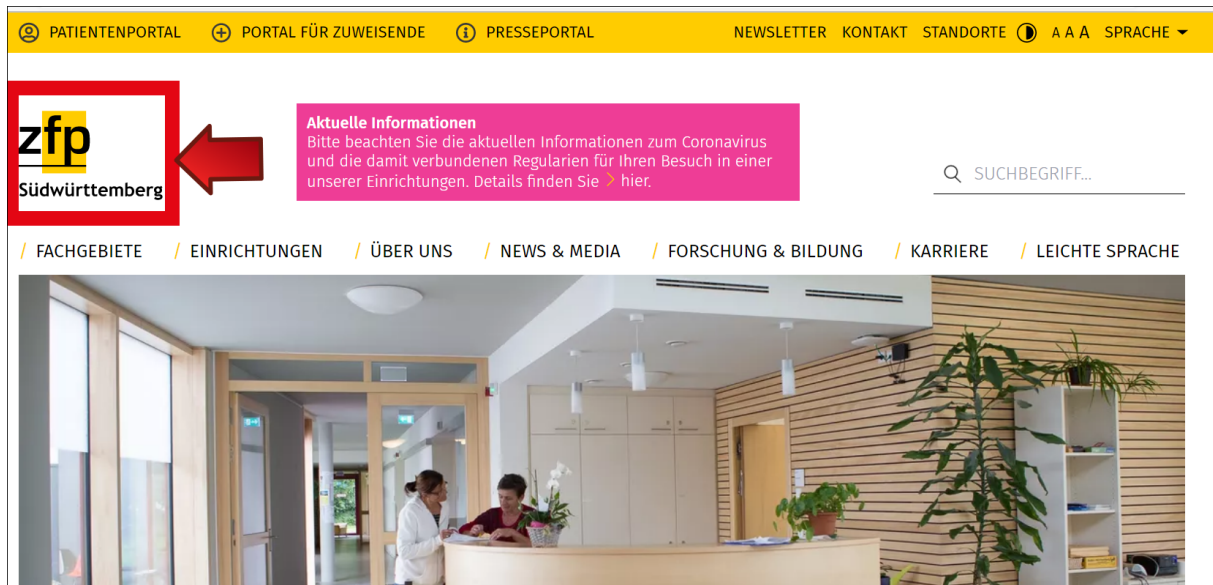 PATIENTENPORTAL PORTAL FÜR ZUWEISENDE PRESSEPORTAL NEWSLETTER KONTAKT STANDORTE A A A SPRACHE
zfp
Südwürttemberg
Aktuelle Informationen
Bitte beachten Sie die aktuellen Informationen zum Coronavirus
und die damit verbundenen Regularien für Ihren Besuch in einer
unserer Einrichtungen. Details finden Sie > hier.
SUCHBEGRIFF...
/ FACHGEBIETE / EINRICHTUNGEN / ÜBER UNS / NEWS & MEDIA / FORSCHUNG & BILDUNG / KARRIERE / LEICHTE SPRACHE